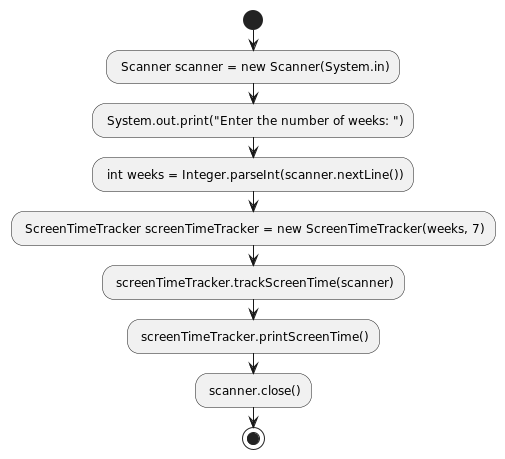 Scanner scanner = new Scanner(System.in)
System.out.print("Enter the number of weeks: ")
int weeks = Integer.parseInt(scanner.nextLine())
ScreenTimeTracker screenTimeTracker = new ScreenTimeTracker(weeks, 7)
screenTimeTracker.trackScreenTime(scanner)
screenTimeTracker.printScreenTime()
scanner.close()